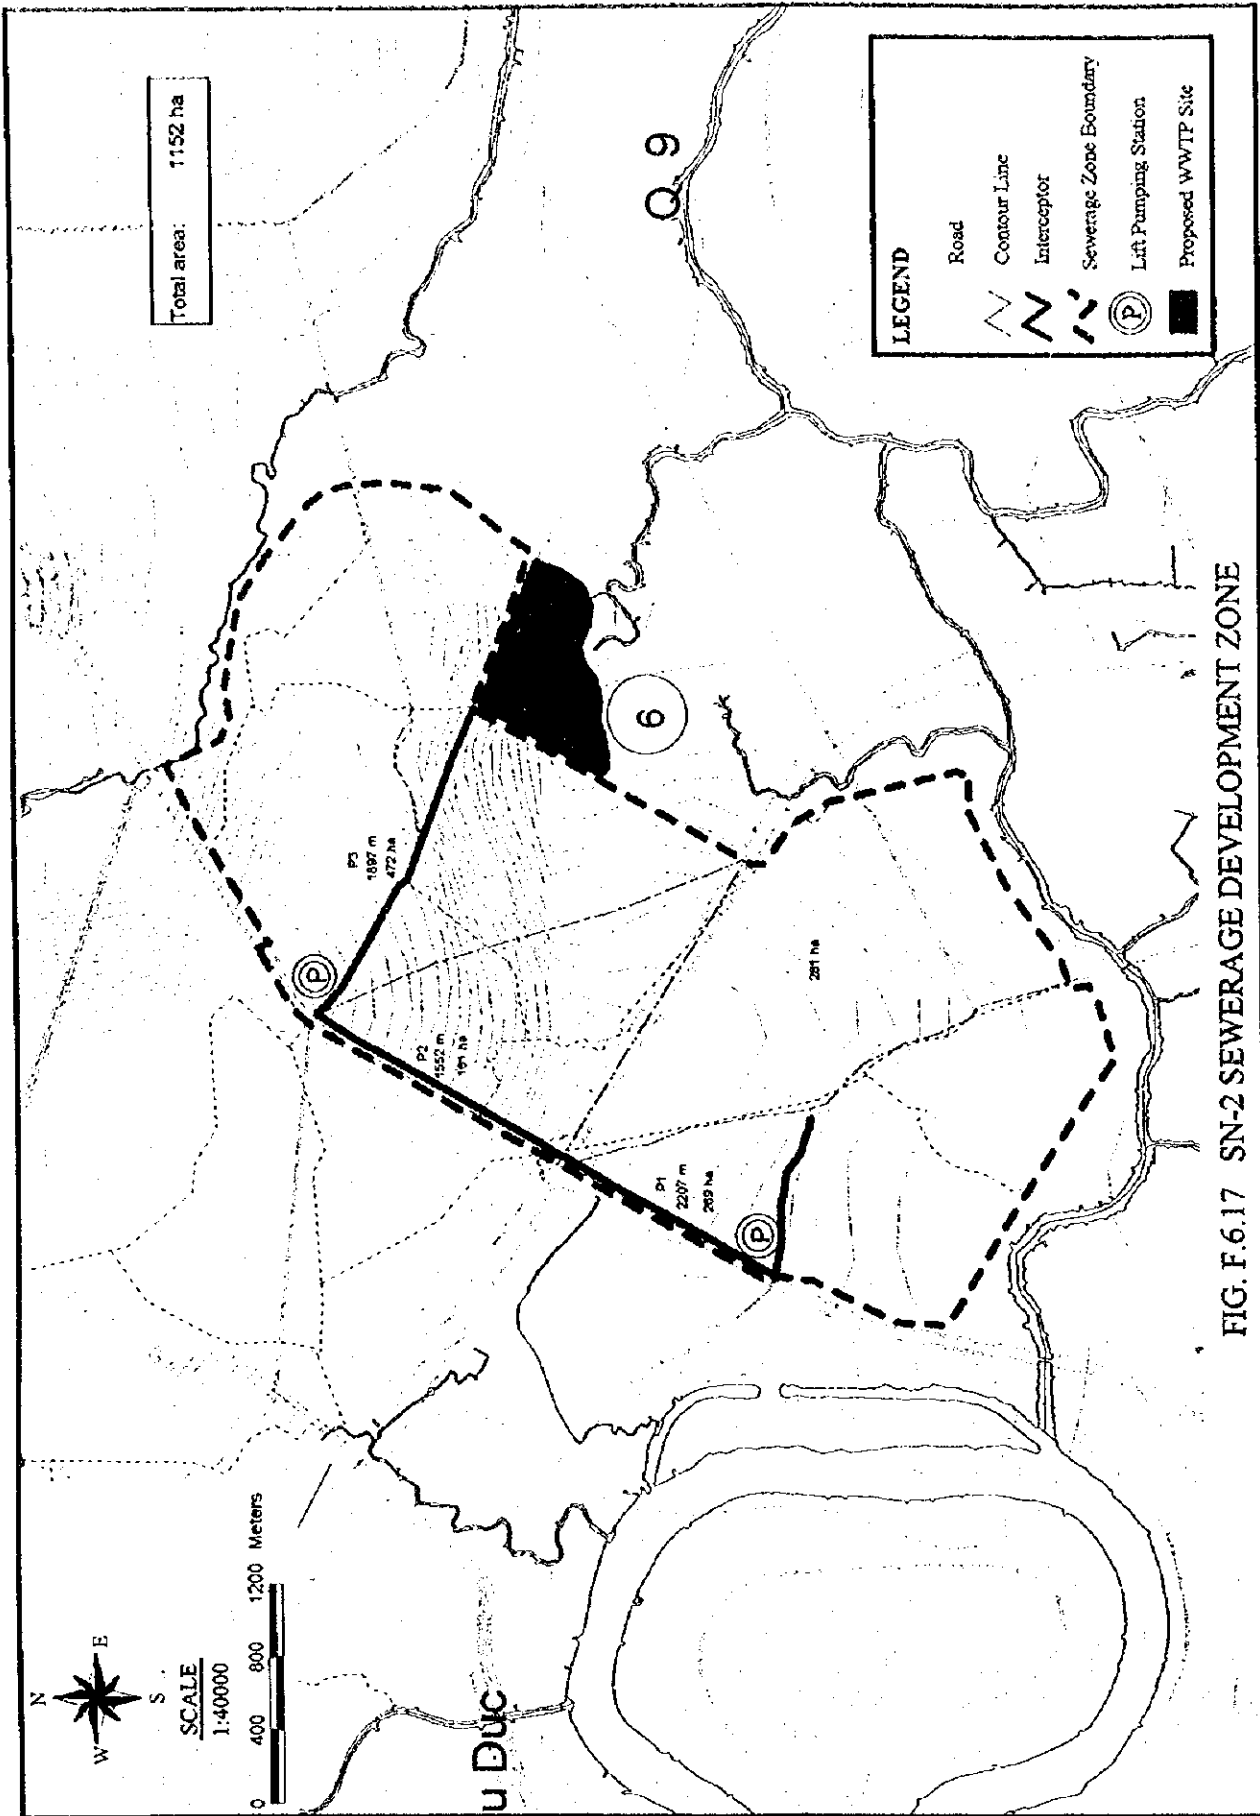 N
W
E
S
SCALE
1:40000
0 400 800 1200 Meters
Total area: 1152 ha
P3
1897 m
472 ha
P
P2
1552 m
P1
2207 m
269 ha
P
281 ha
6
Q 9
u Duc
LEGEND
Road
Contour Line
Interceptor
Sewerage Zone Boundary
P Lift Pumping Station
Proposed WWTP Site
FIG. F.6.17 SN-2 SEWERAGE DEVELOPMENT ZONE